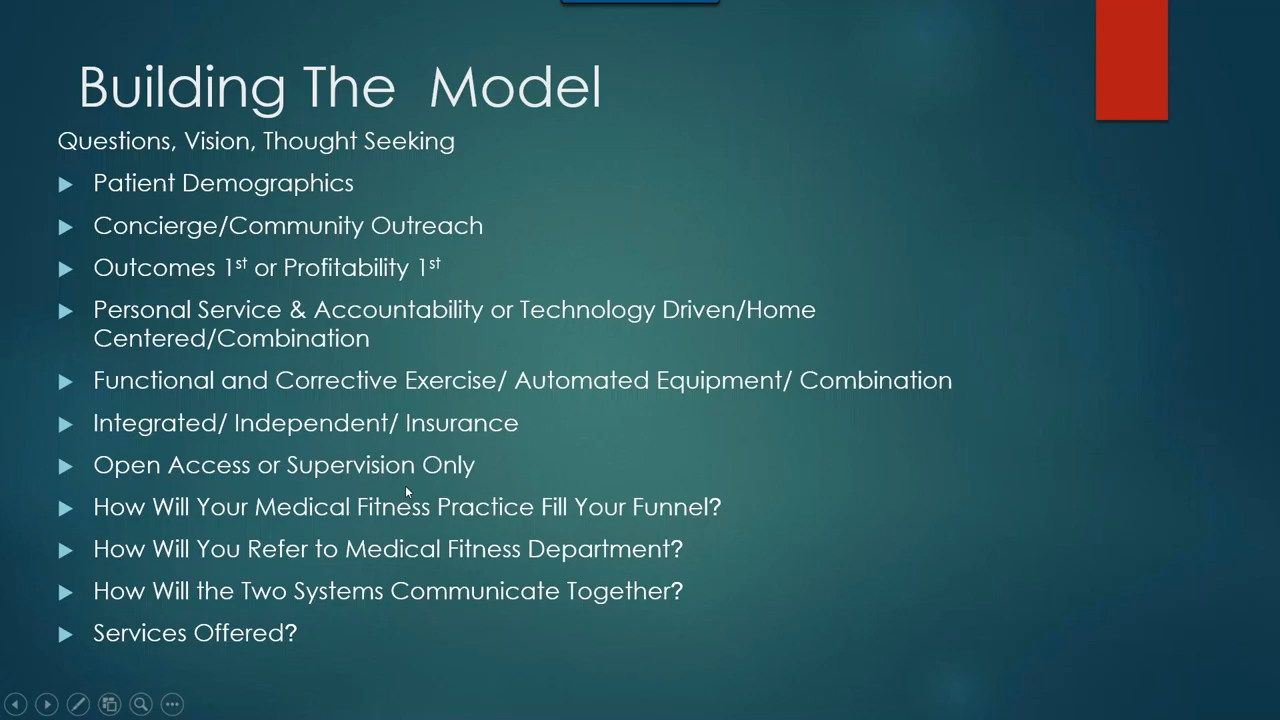 Building The  Model
Questions, Vision, Thought Seeking
Patient Demographics
Concierge/Community Outreach
Outcomes 1st or Profitability 1st
Personal Service & Accountability or Technology Driven/Home
Centered/Combination
Functional and Corrective Exercise/ Automated Equipment/ Combination
Integrated/ Independent/ Insurance
Open Access or Supervision Only
How Will Your Medical Fitness Practice Fill Your Funnel?
How Will You Refer to Medical Fitness Department?
How Will the Two Systems Communicate Together?
Services Offered?